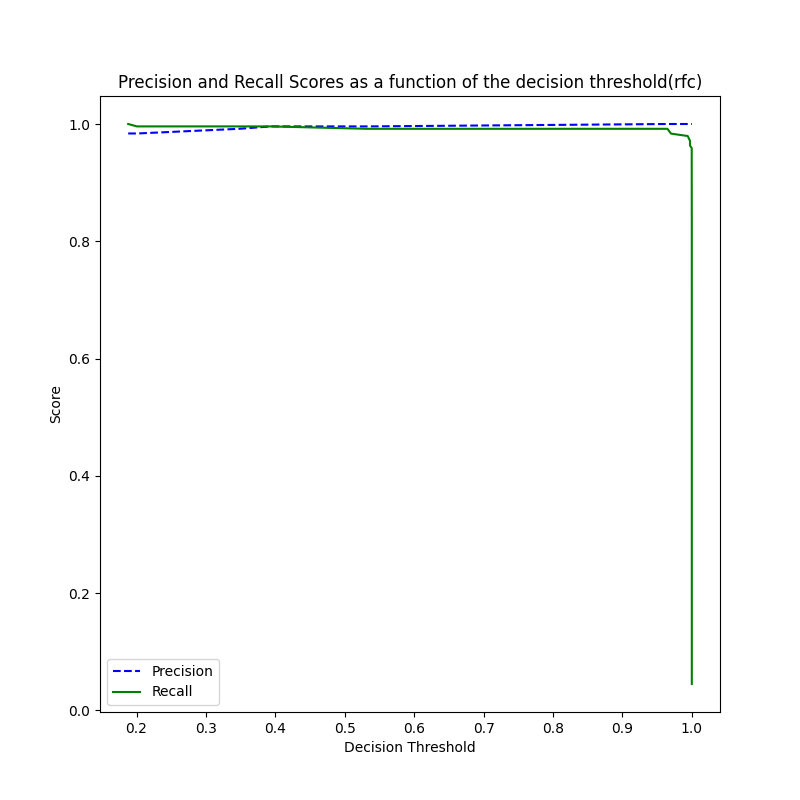 Precision and Recall Scores as a function of the decision threshold(rfc)
1.0
0.8
0.6
0.4
0.2
0.0
Score
Precision
Recall
0.2 0.3 0.4 0.5 0.6 0.7 0.8 0.9 1.0
Decision Threshold